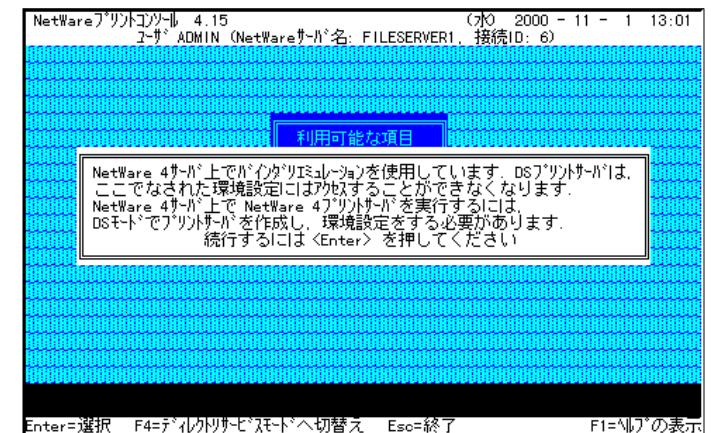 NetWareﾌﾟﾘﾝﾄｺﾝｿｰﾙ 4.15 (水) 2000 - 11 - 1 13:01
ﾕｰｻﾞ ADMIN (NetWareｻｰﾊﾞ名: FILESERVER1, 接続ID: 6)
利用可能な項目
NetWare 4ｻｰﾊﾞ上でﾊﾞｲﾝﾀﾞﾘｴﾐｭﾚｰｼｮﾝを使用しています. DSﾌﾟﾘﾝﾄｻｰﾊﾞは,
ここでなされた環境設定にはｱｸｾｽすることができなくなります.
NetWare 4ｻｰﾊﾞ上で NetWare 4ﾌﾟﾘﾝﾄｻｰﾊﾞを実行するには,
DSﾓｰﾄﾞでﾌﾟﾘﾝﾄｻｰﾊﾞを作成し, 環境設定をする必要があります.
続行するには <Enter> を押してください
Enter=選択 F4=ﾃﾞｨﾚｸﾄﾘｻｰﾋﾞｽﾓｰﾄﾞへ切替え Esc=終了 F1=ﾍﾙﾌﾟの表示